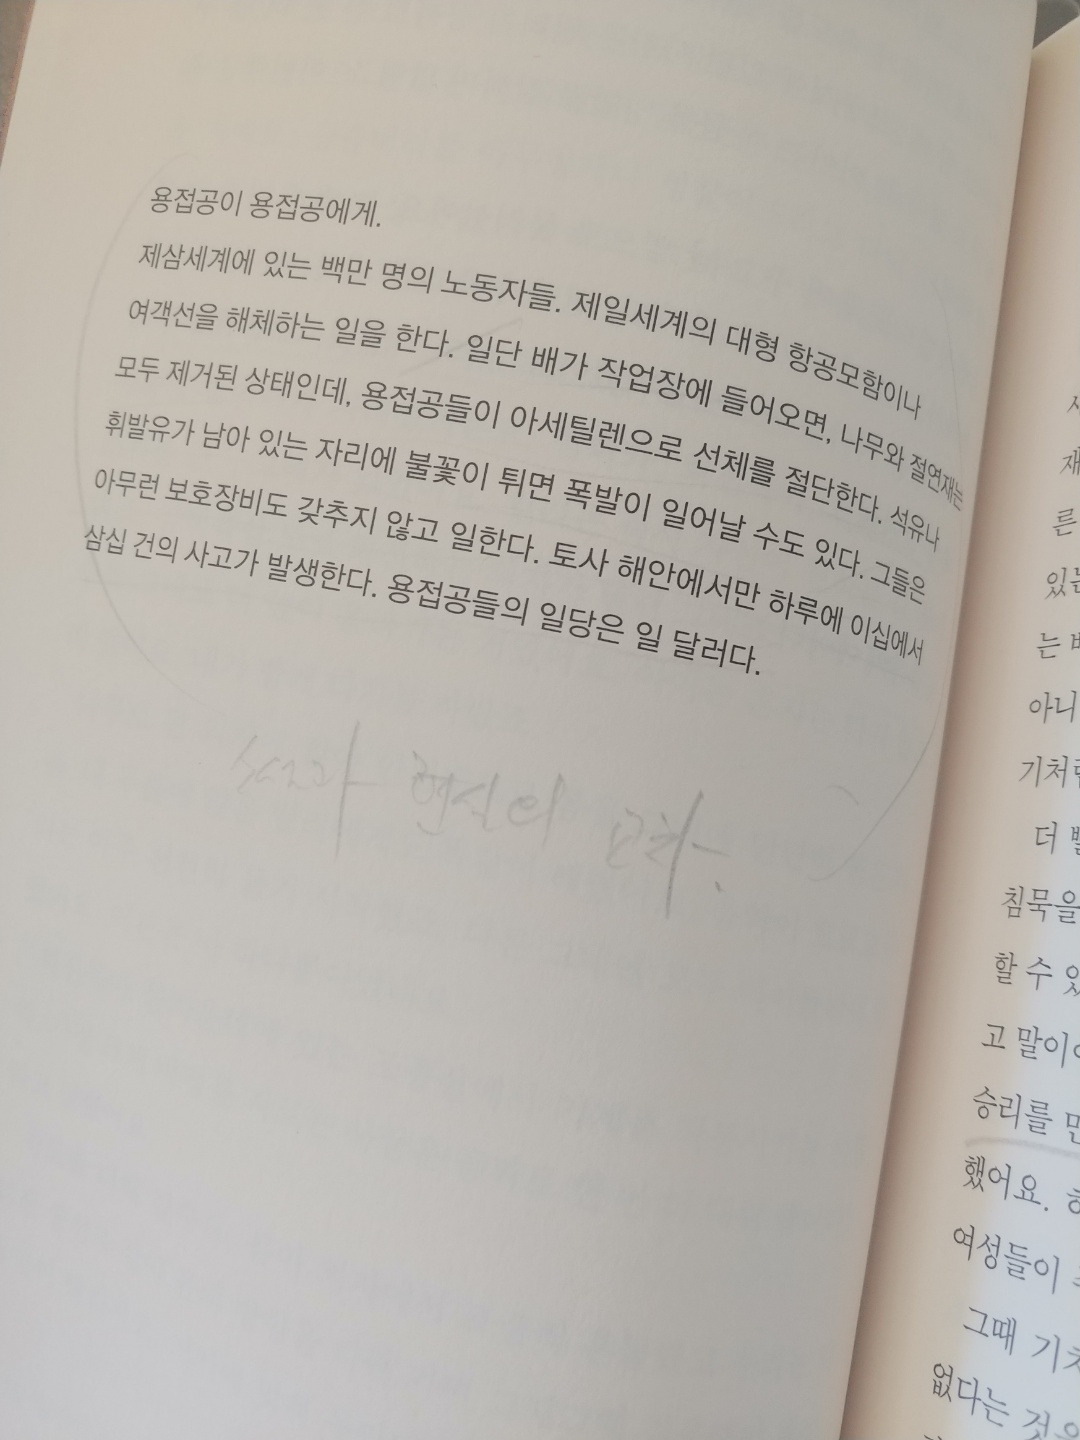 용접공이 용접공에게.
제삼세계에 있는 백만 명의 노동자들. 제일세계의 대형 항공모함이나
여객선을 해체하는 일을 한다. 일단 배가 작업장에 들어오면, 나무와 절연재는
모두 제거된 상태인데, 용접공들이 아세틸렌으로 선체를 절단한다. 석유나
휘발유가 남아 있는 자리에 불꽃이 튀면 폭발이 일어날 수도 있다. 그들은
아무런 보호장비도 갖추지 않고 일한다. 토사 해안에서만 하루에 이십에서
삼십 건의 사고가 발생한다. 용접공들의 일당은 일 달러다.
현실의 교차.
른
있는
는
아니
기처럼
더
침묵을
할 수
고 말이
승리를
했어요.
여성들이
그때
없다는 것